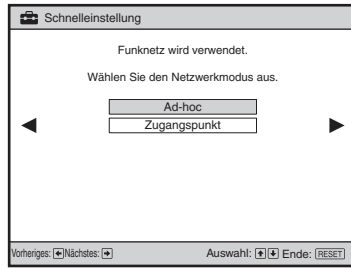 Schnelleinstellung
Funknetz wird verwendet.
Wählen Sie den Netzwerkmodus aus.
Ad-hoc
Zugangspunkt
Vorheriges: Nächstes: Auswahl: Ende: RESET